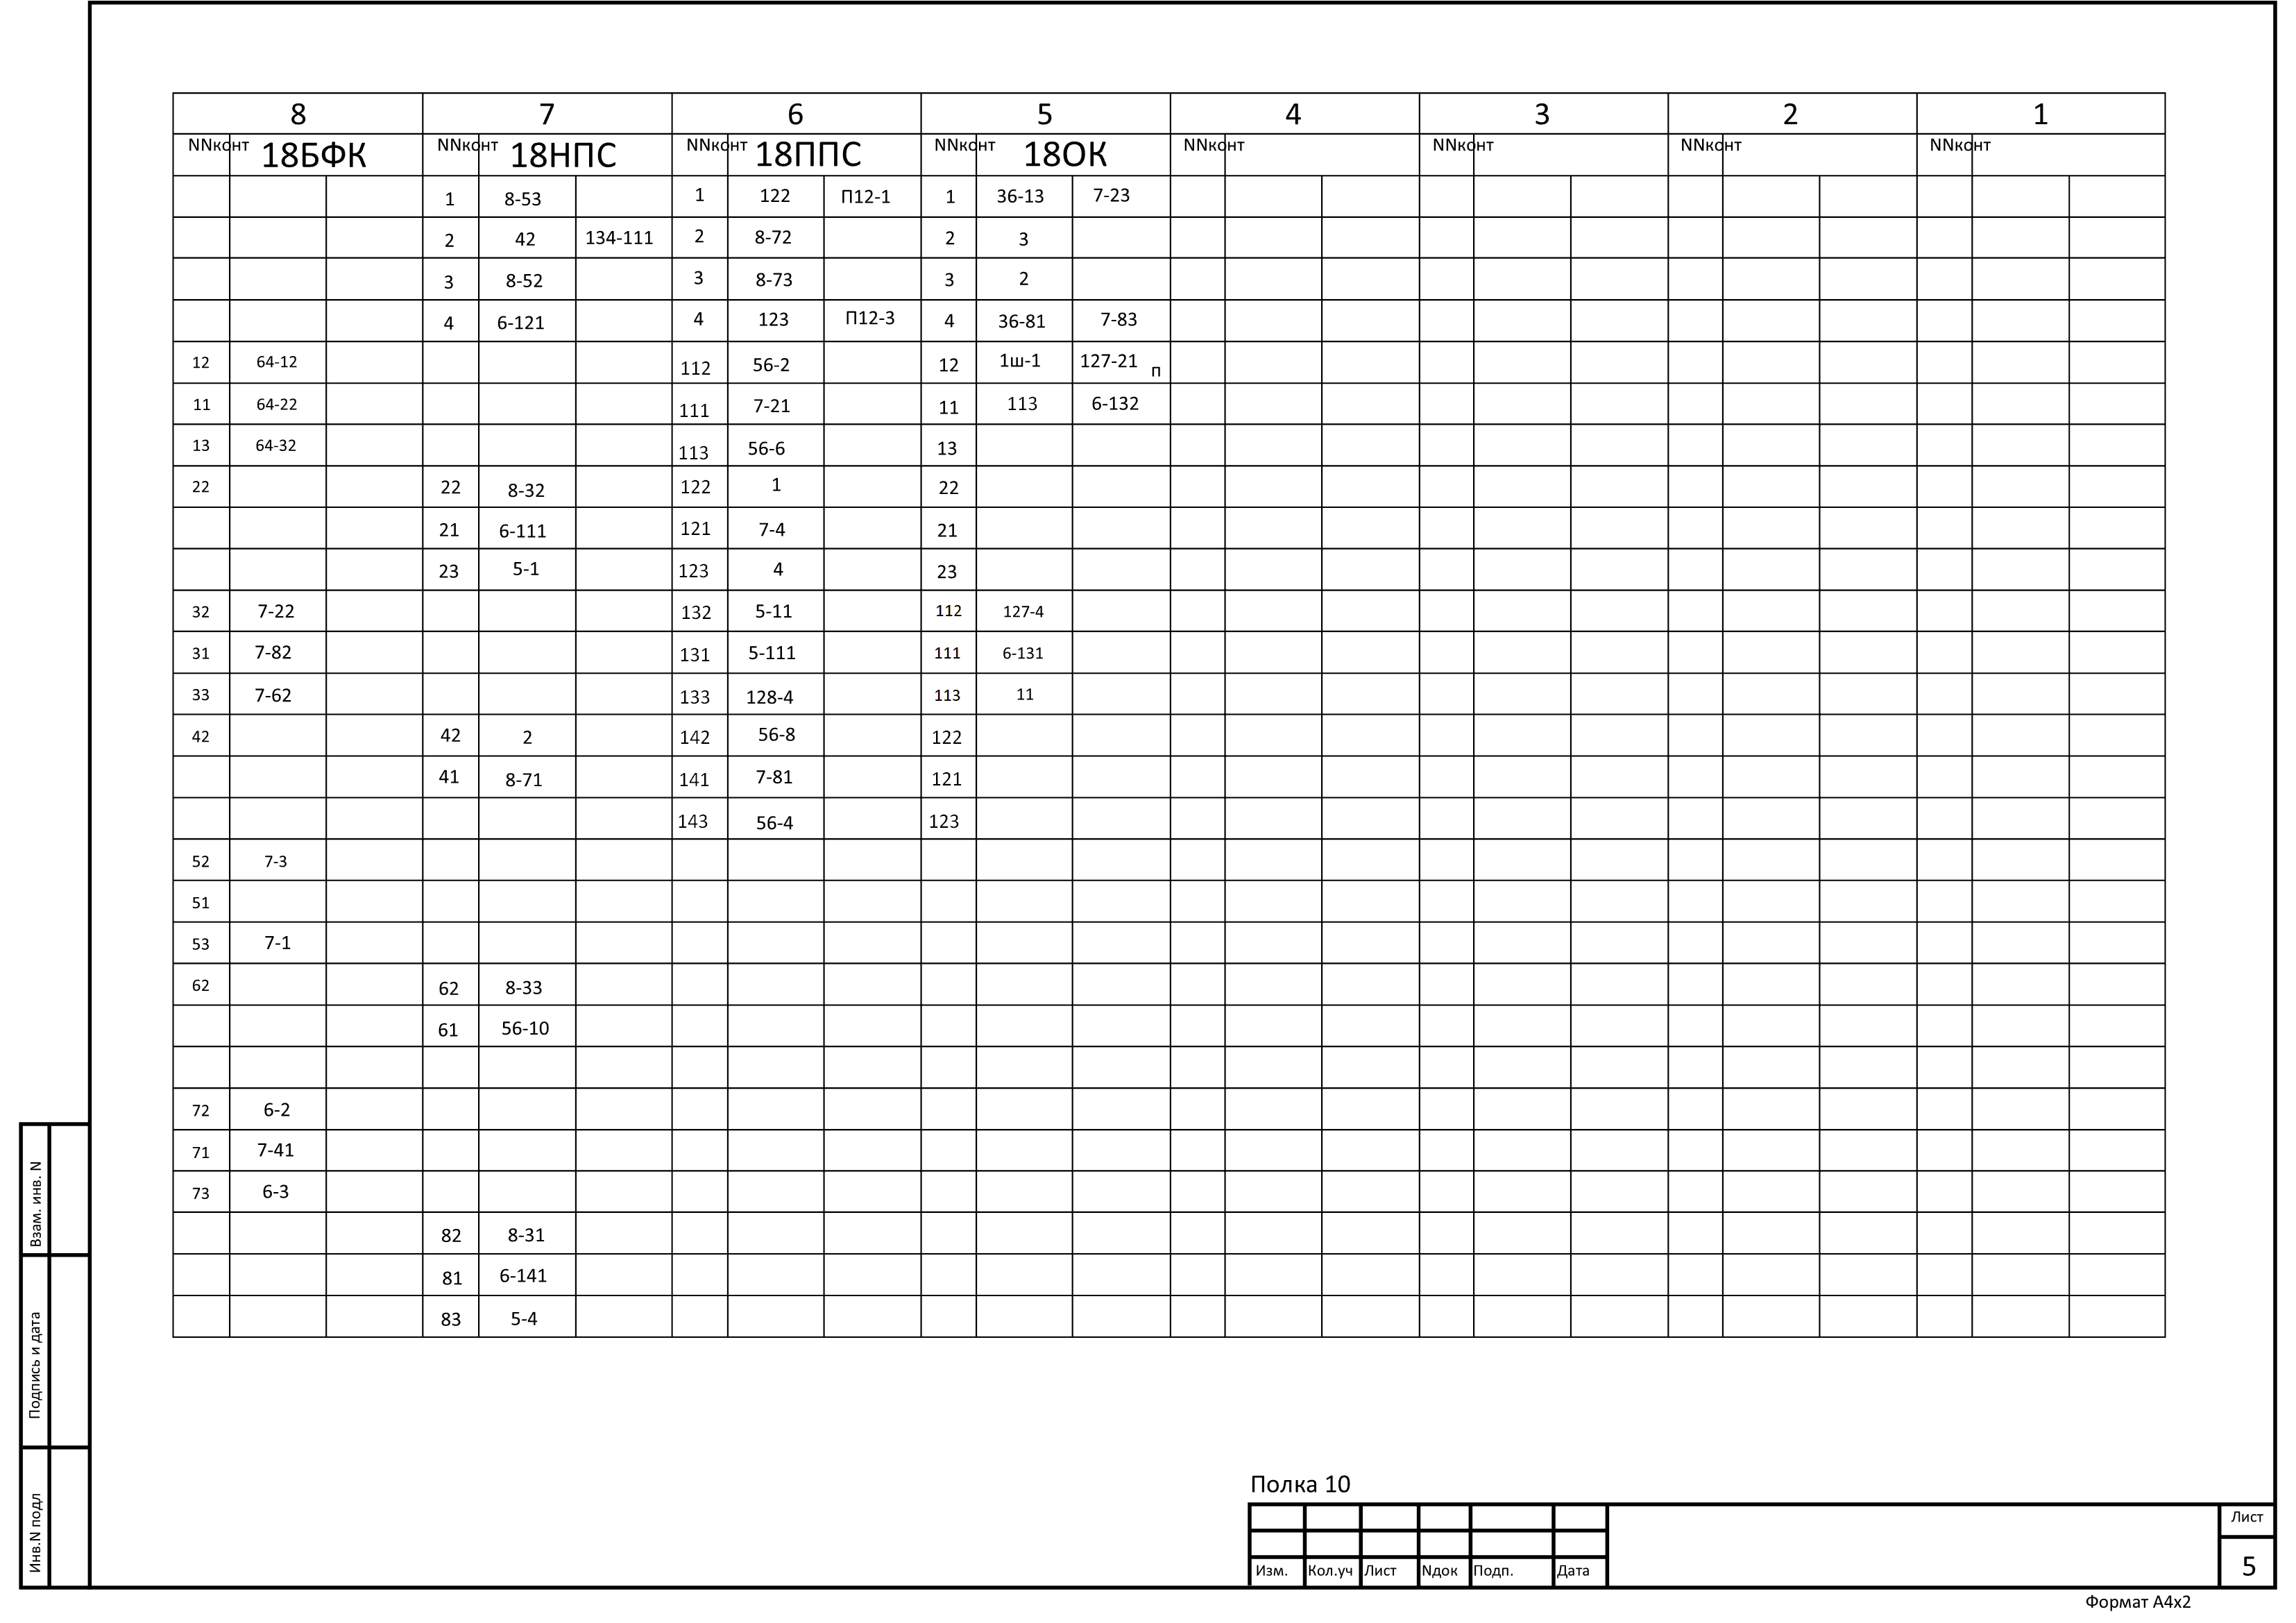 8 7 6 5 4 3 2 1
NNконт 18БФК NNконт 18НПС NNконт 18ППС NNконт 18ОК NNконт NNконт NNконт NNконт
1 8-53 1 122 П12-1 1 36-13 7-23
2 42 134-111 2 8-72 2 3
3 8-52 3 8-73 3 2
4 6-121 4 123 П12-3 4 36-81 7-83
12 64-12 112 56-2 12 1ш-1 127-21 п
11 64-22 111 7-21 11 113 6-132
13 64-32 113 56-6 13
22 22 8-32 122 1 22
21 6-111 121 7-4 21
23 5-1 123 4 23
32 7-22 132 5-11 112 127-4
31 7-82 131 5-111 111 6-131
33 7-62 133 128-4 113 11
42 42 2 142 56-8 122
41 8-71 141 7-81 121
143 56-4 123
52 7-3
51
53 7-1
62 62 8-33
61 56-10
72 6-2
71 7-41
73 6-3
82 8-31
81 6-141
83 5-4
Взам. инв. N
Подпись и дата
Инв.N подл
Полка 10
Изм. Кол.уч Лист Nдок Подп. Дата
Лист
5
Формат А4х2